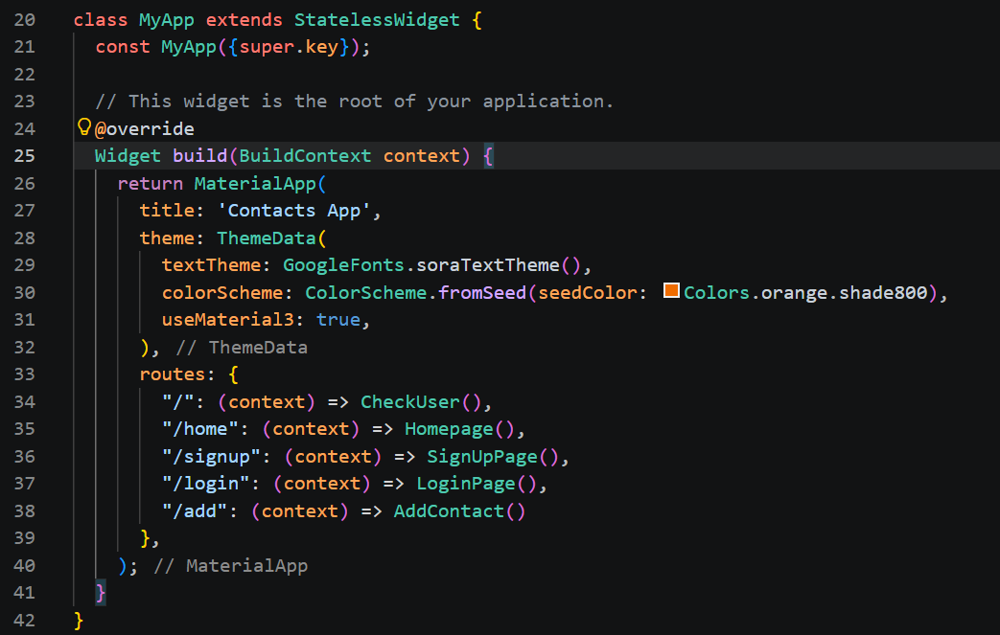 20 class MyApp extends StatelessWidget {
21   const MyApp({super.key});
22
23   // This widget is the root of your application.
24   @override
25   Widget build(BuildContext context) {
26     return MaterialApp(
27       title: 'Contacts App',
28       theme: ThemeData(
29         textTheme: GoogleFonts.soraTextTheme(),
30         colorScheme: ColorScheme.fromSeed(seedColor: Colors.orange.shade800),
31         useMaterial3: true,
32       ), // ThemeData
33       routes: {
34         "/": (context) => CheckUser(),
35         "/home": (context) => Homepage(),
36         "/signup": (context) => SignUpPage(),
37         "/login": (context) => LoginPage(),
38         "/add": (context) => AddContact()
39       },
40     ); // MaterialApp
41   }
42 }